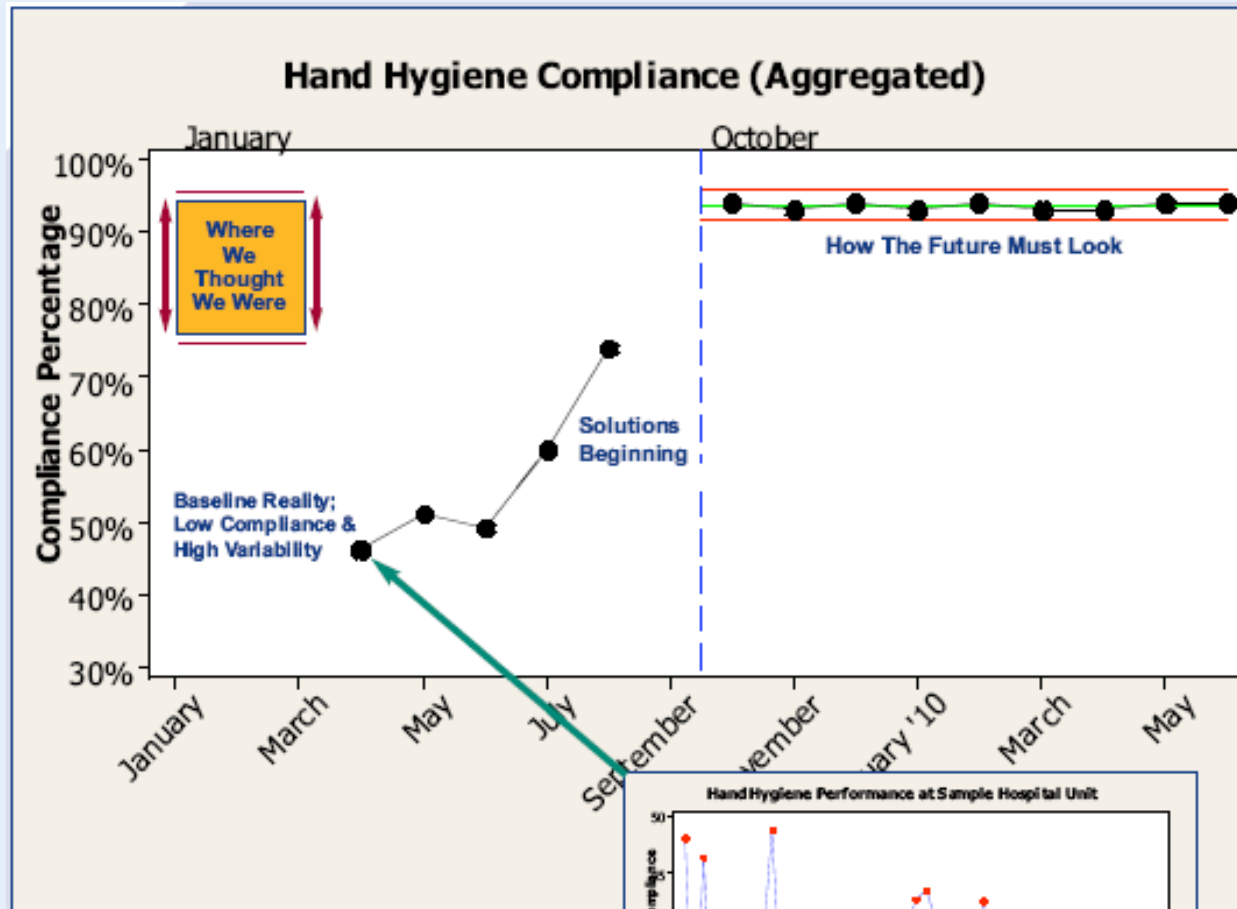 Hand Hygiene Compliance (Aggregated)
January
October
Compliance Percentage
100%
90%
80%
70%
60%
50%
40%
30%
Where
We
Thought
We Were
How The Future Must Look
Solutions
Beginning
Baseline Reality;
Low Compliance &
High Variability
January
March
May
July
September
March
May
Hand Hygiene Performance at Sample Hospital Unit
50